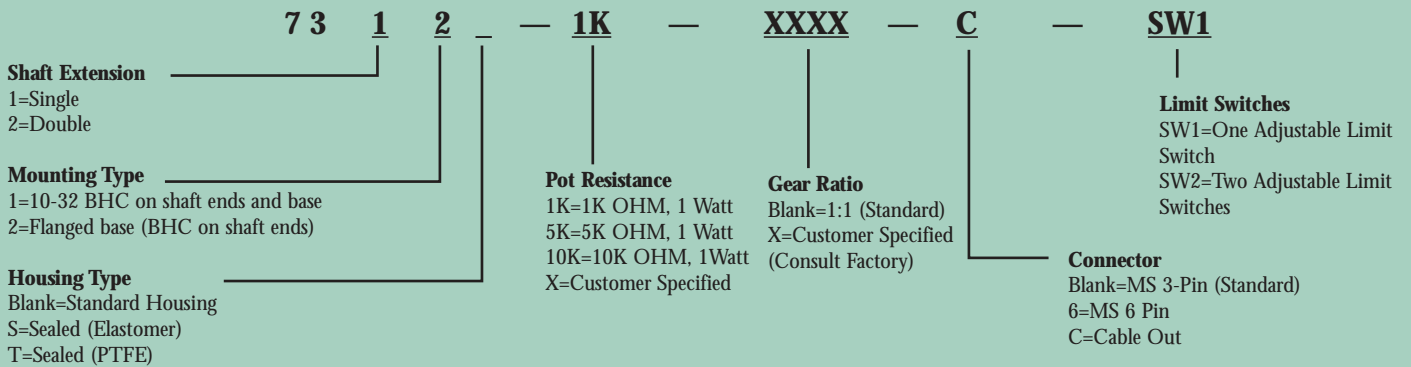 7 3 1 2 _ — 1K — XXXX — C — SW1
Shaft Extension
1=Single
2=Double
Mounting Type
1=10-32 BHC on shaft ends and base
2=Flanged base (BHC on shaft ends)
Housing Type
Blank=Standard Housing
S=Sealed (Elastomer)
T=Sealed (PTFE)
Pot Resistance
1K=1K OHM, 1 Watt
5K=5K OHM, 1 Watt
10K=10K OHM, 1Watt
X=Customer Specified
Gear Ratio
Blank=1:1 (Standard)
X=Customer Specified
(Consult Factory)
Connector
Blank=MS 3-Pin (Standard)
6=MS 6 Pin
C=Cable Out
Limit Switches
SW1=One Adjustable Limit
Switch
SW2=Two Adjustable Limit
Switches